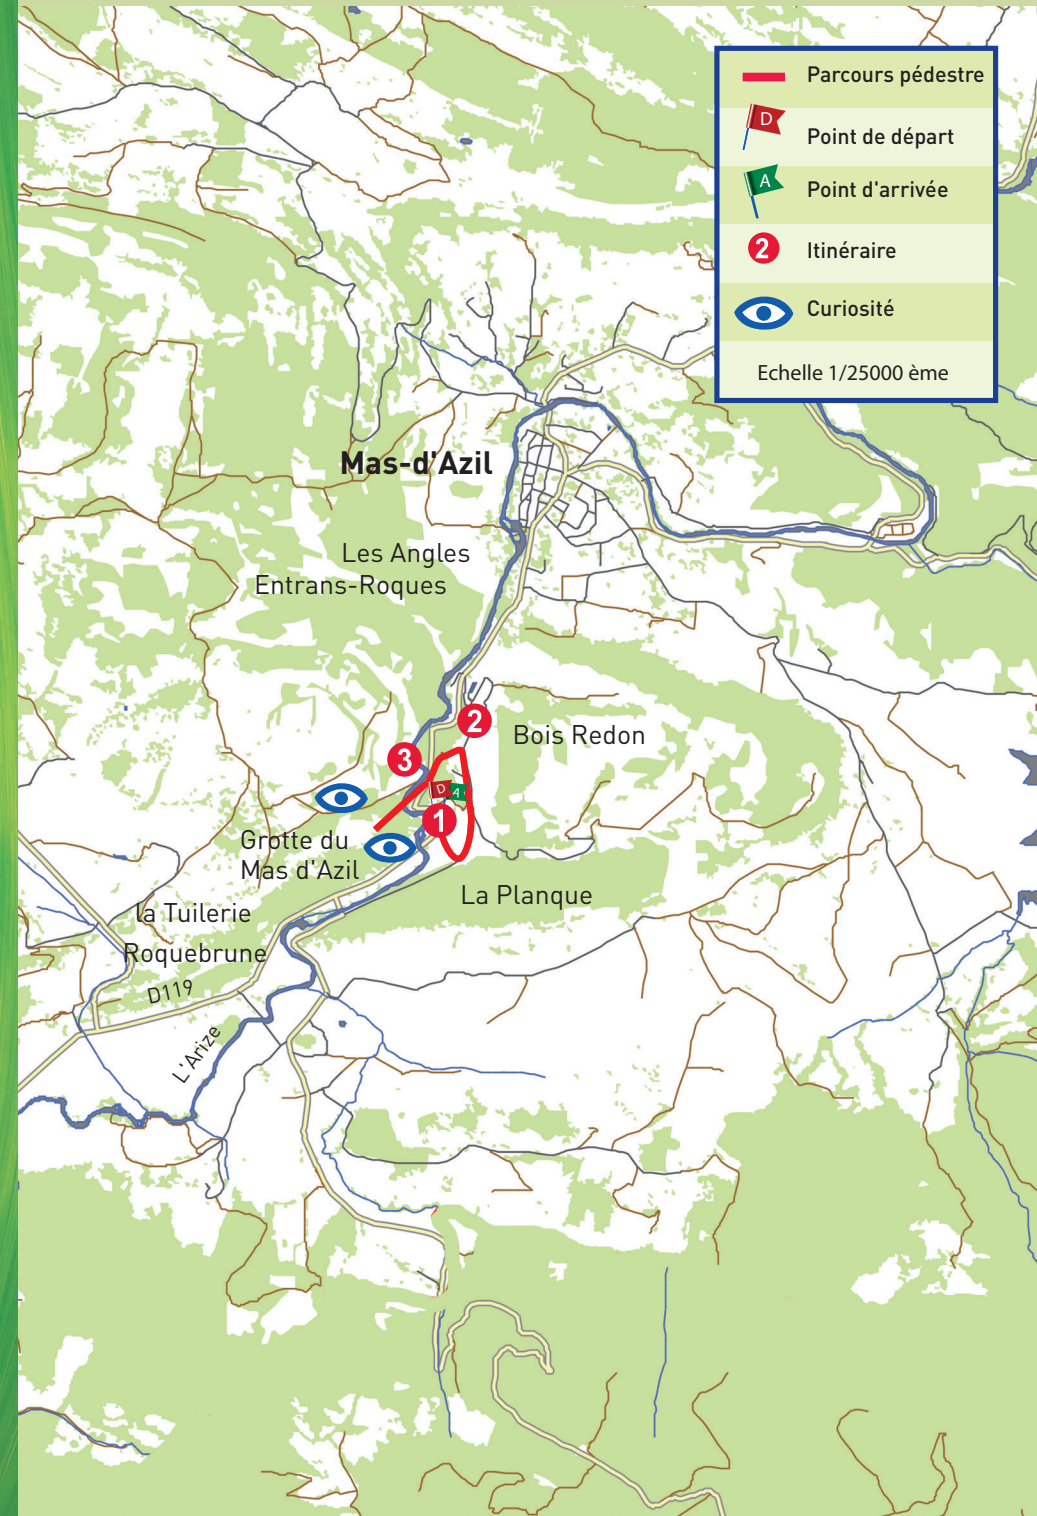 Parcours pédestre
D
Point de départ
A
Point d'arrivée
2
Itinéraire
Curiosité
Echelle 1/25000 ème
Mas-d'Azil
Les Angles
Entrans-Roques
2
Bois Redon
3
D
A
1
Grotte du
Mas d'Azil
La Planque
la Tuilerie
Roquebrune
D119
L'Arize